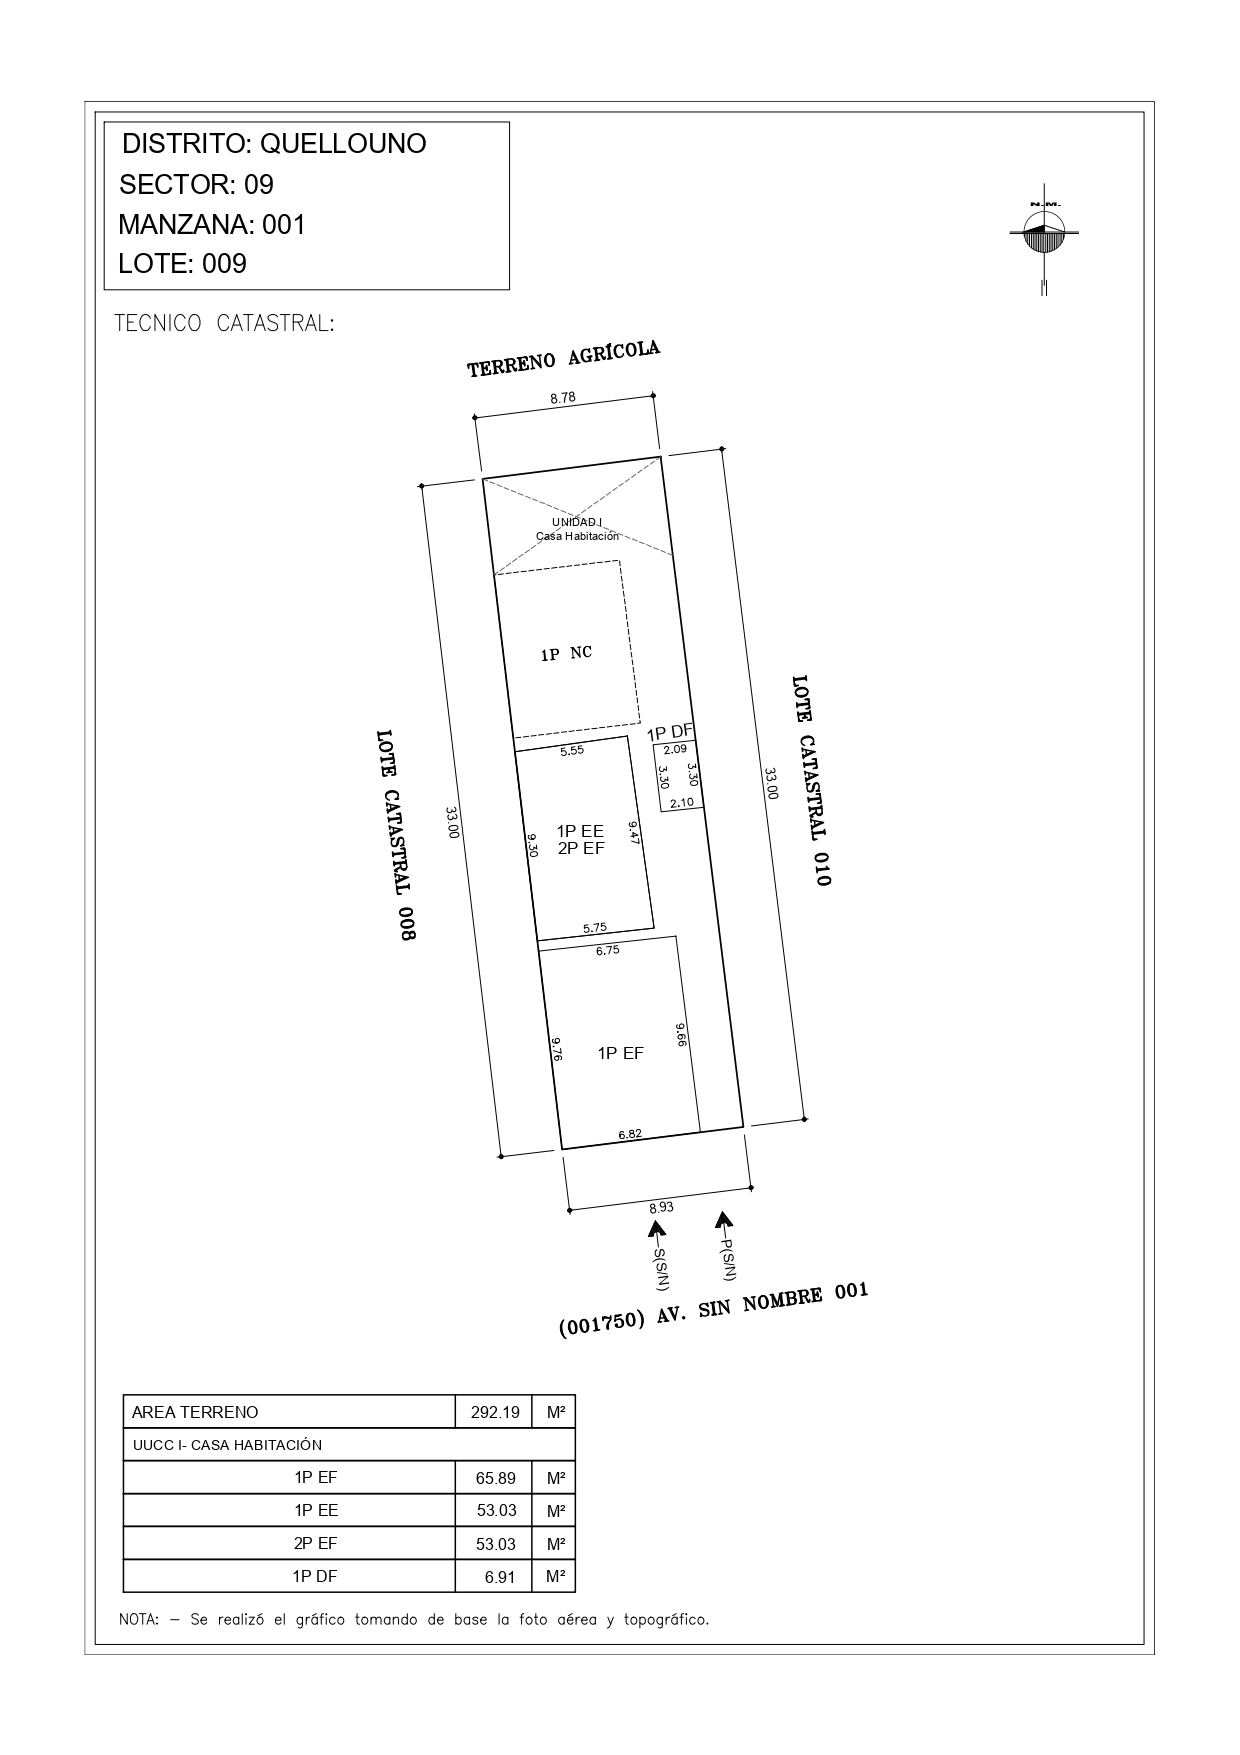 DISTRITO: QUELLOUNO
SECTOR: 09
MANZANA: 001
LOTE: 009
N.M.
TECNICO CATASTRAL:
TERRENO AGRÍCOLA
8.78
UNIDAD I
Casa Habitación
1P NC
LOTE CATASTRAL 008
33.00
LOTE CATASTRAL 010
33.00
1P DF
2.09
3.30
3.30
2.10
5.55
9.30
9.47
1P EE
2P EF
5.75
6.75
9.76
9.66
1P EF
6.82
8.93
S(S/N)
P(S/N)
(001750) AV. SIN NOMBRE 001
AREA TERRENO 292.19 M²
UUCC I- CASA HABITACIÓN
1P EF 65.89 M²
1P EE 53.03 M²
2P EF 53.03 M²
1P DF 6.91 M²
NOTA: - Se realizó el gráfico tomando de base la foto aérea y topográfico.